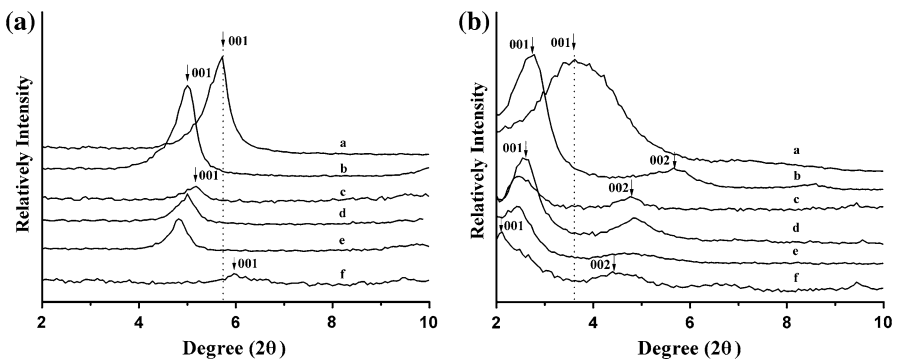 (a)
001
001
001
001
a
b
c
d
e
f
Relatively Intensity
2
4
6
8
10
Degree (2θ)
(b)
001
001
002
001
002
001
002
a
b
c
d
e
f
Relatively Intensity
2
4
6
8
10
Degree (2θ)